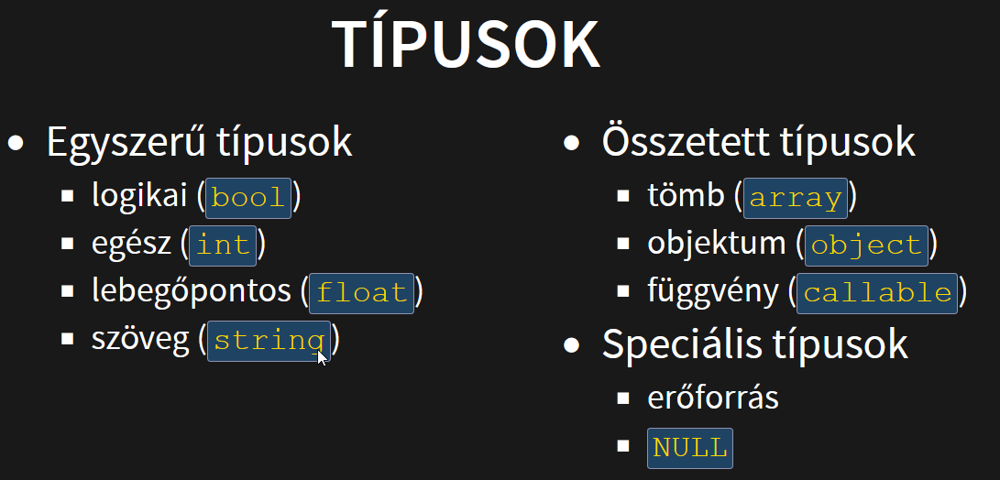 TÍPUSOK
Egyszerű típusok
logikai (bool)
egész (int)
lebegőpontos (float)
szöveg (string)
Összetett típusok
tömb (array)
objektum (object)
függvény (callable)
Speciális típusok
erőforrás
NULL